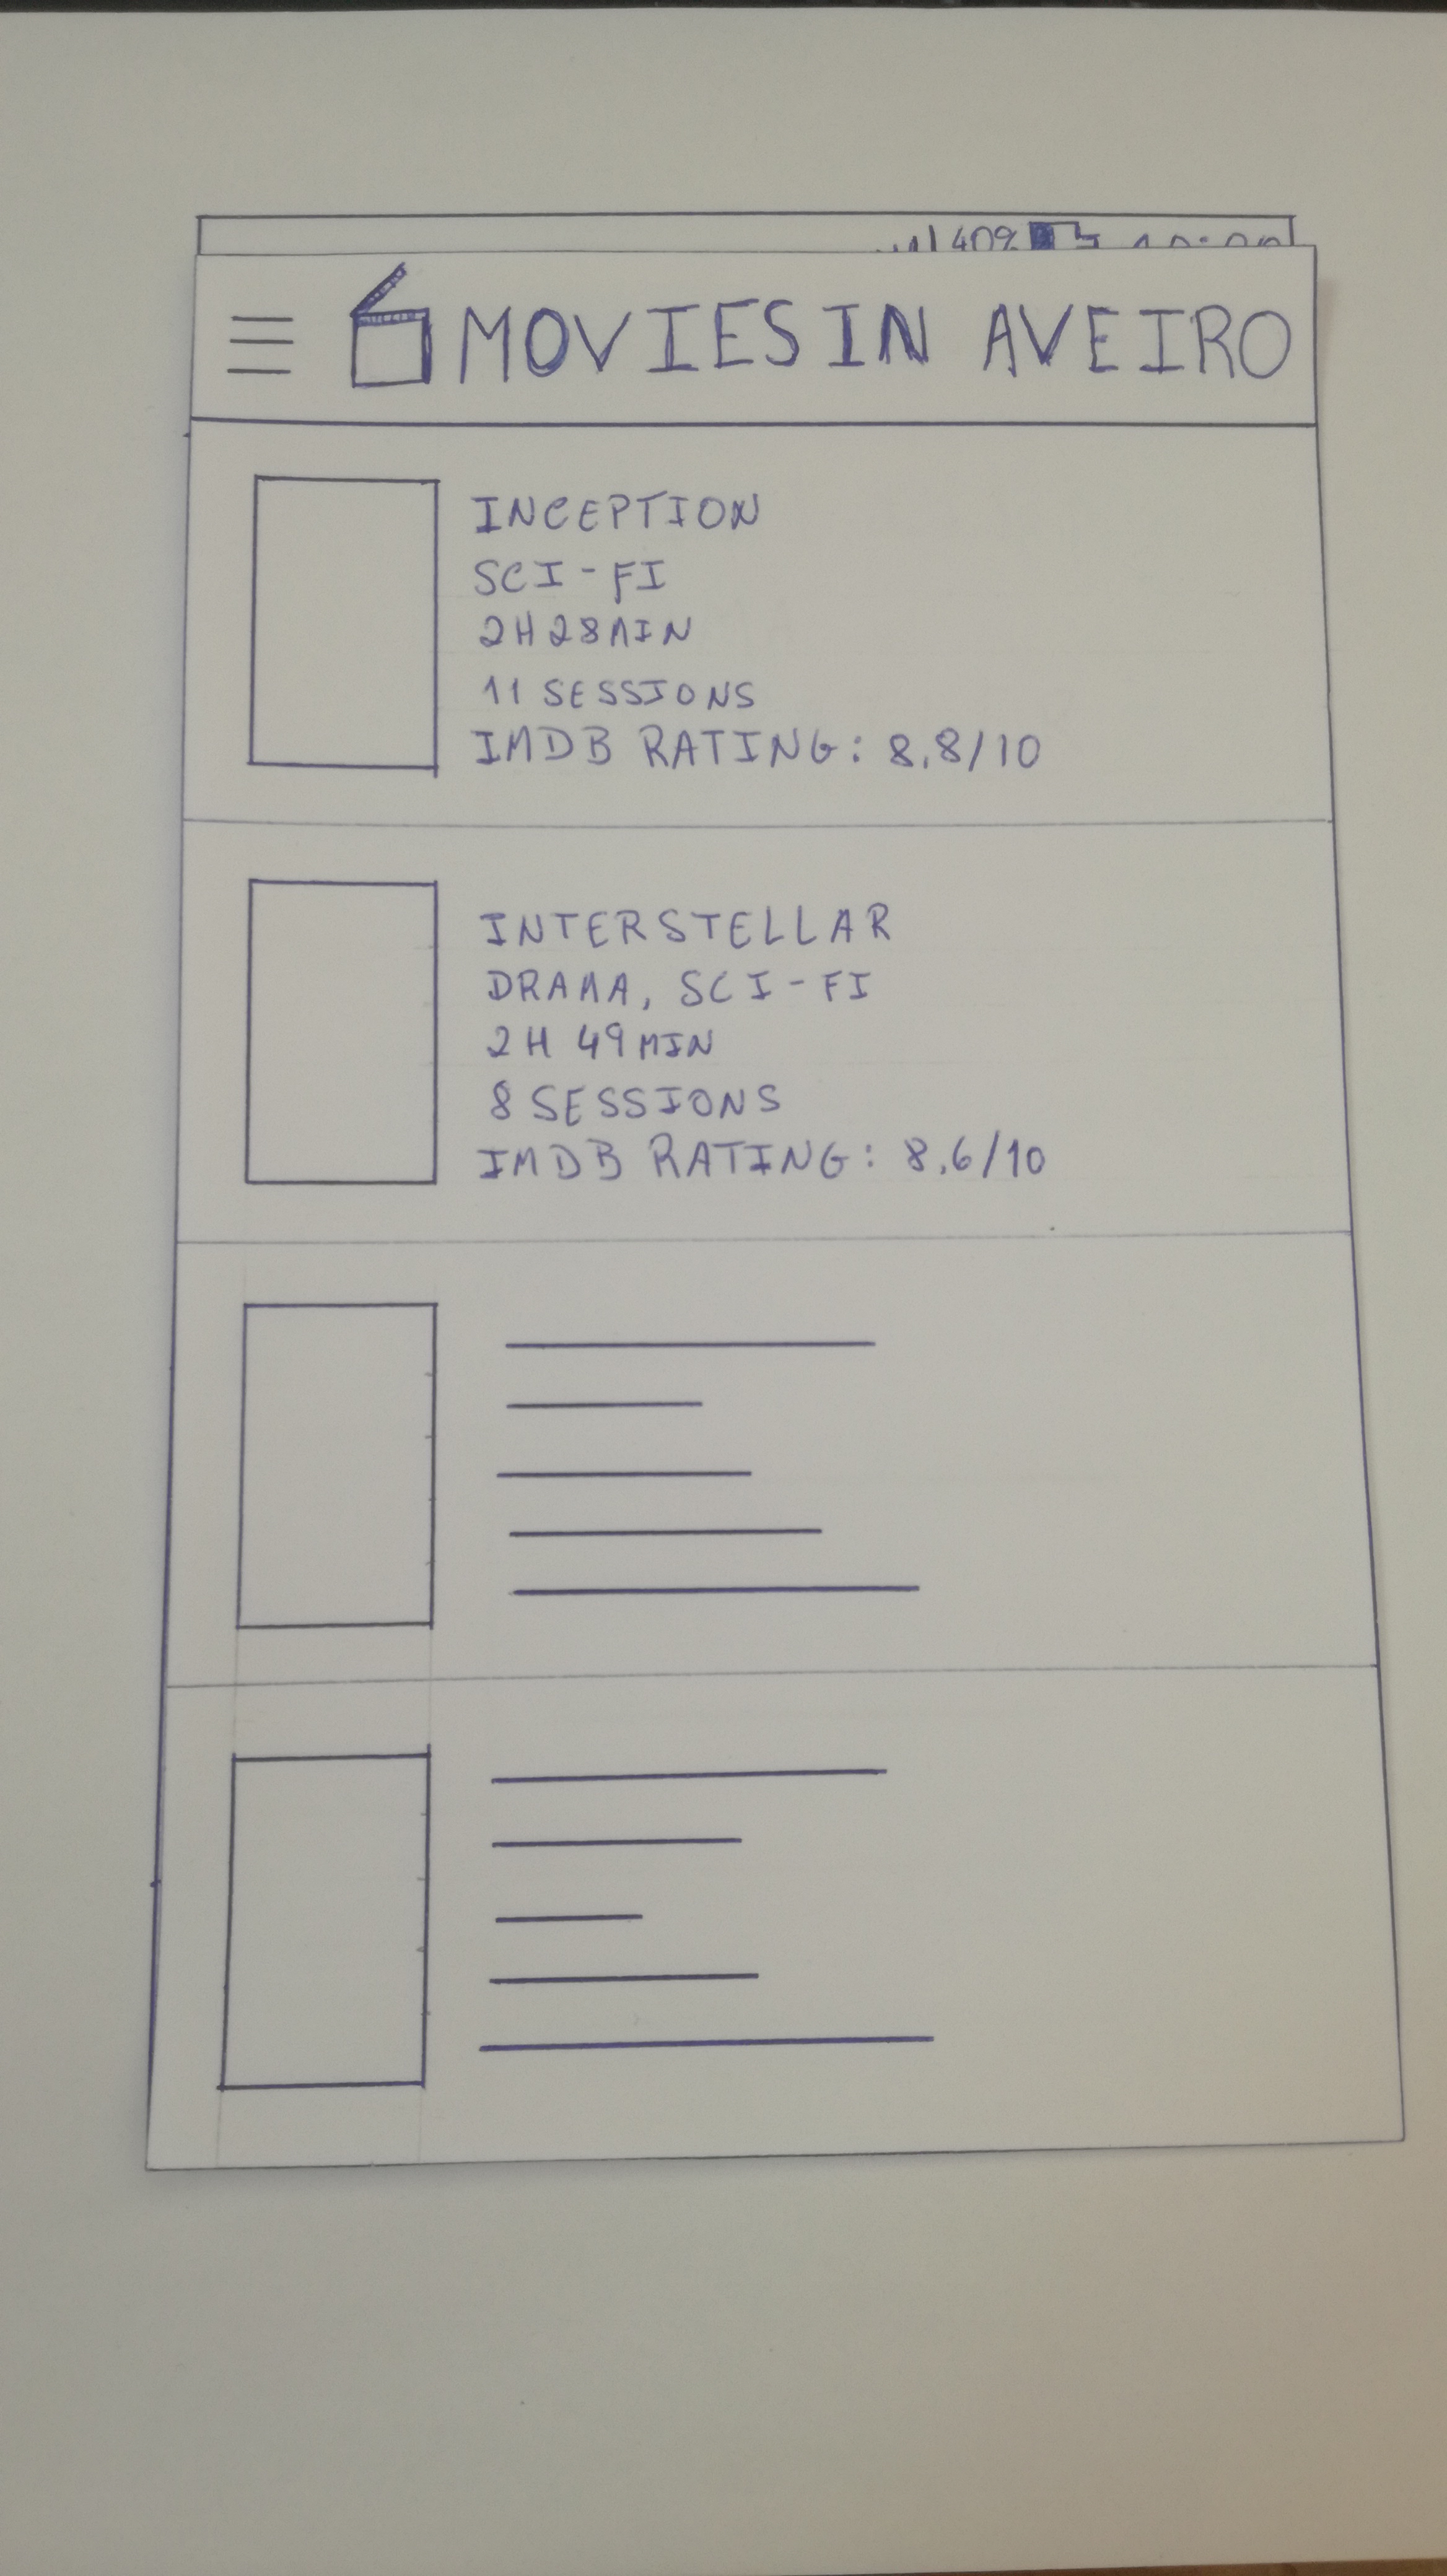 40%
MOVIES IN AVEIRO
INCEPTION
SCI-FI
2H28MIN
11 SESSIONS
IMDB RATING: 8.8/10
INTERSTELLAR
DRAMA, SCI-FI
2H 49MIN
8 SESSIONS
IMDB RATING: 8.6/10